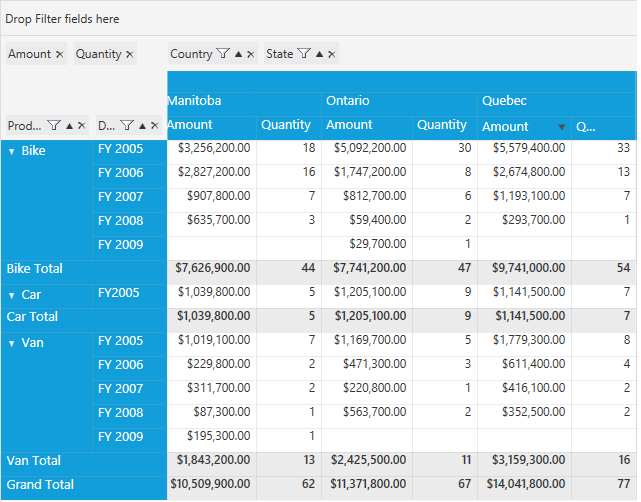 Drop Filter fields here
Amount Quantity Country State
Manitoba Ontario Quebec
Prod... D... Amount Quantity Amount Quantity Amount Q...
Bike FY 2005 $3,256,200.00 18 $5,092,200.00 30 $5,579,400.00 33
FY 2006 $2,827,200.00 16 $1,747,200.00 8 $2,674,800.00 13
FY 2007 $907,800.00 7 $812,700.00 6 $1,193,100.00 7
FY 2008 $635,700.00 3 $59,400.00 2 $293,700.00 1
FY 2009 $29,700.00 1
Bike Total $7,626,900.00 44 $7,741,200.00 47 $9,741,000.00 54
Car FY2005 $1,039,800.00 5 $1,205,100.00 9 $1,141,500.00 7
Car Total $1,039,800.00 5 $1,205,100.00 9 $1,141,500.00 7
Van FY 2005 $1,019,100.00 7 $1,169,700.00 5 $1,779,300.00 8
FY 2006 $229,800.00 2 $471,300.00 3 $611,400.00 4
FY 2007 $311,700.00 2 $220,800.00 1 $416,100.00 2
FY 2008 $87,300.00 1 $563,700.00 2 $352,500.00 2
FY 2009 $195,300.00 1
Van Total $1,843,200.00 13 $2,425,500.00 11 $3,159,300.00 16
Grand Total $10,509,900.00 62 $11,371,800.00 67 $14,041,800.00 77